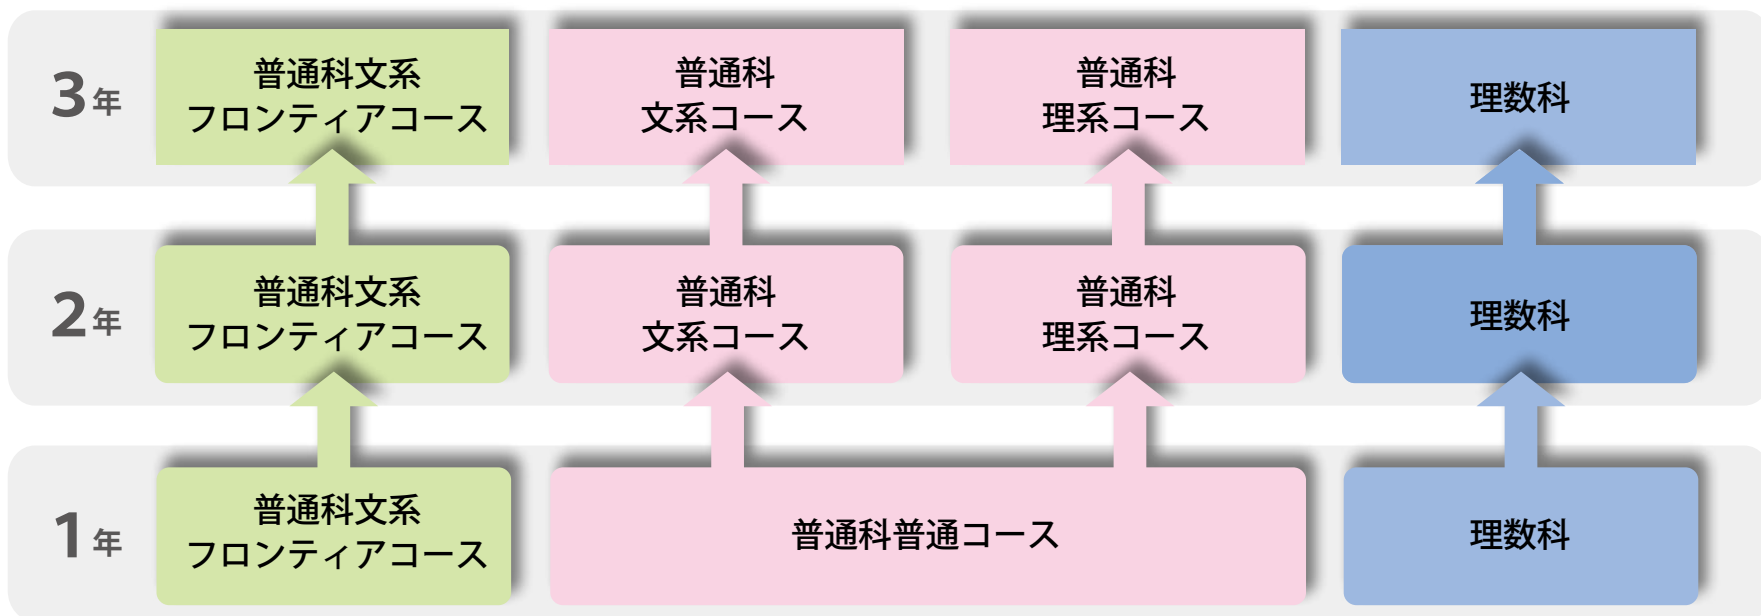 3年
普通科文系
フロンティアコース
普通科
文系コース
普通科
理系コース
理数科
2年
普通科文系
フロンティアコース
普通科
文系コース
普通科
理系コース
理数科
1年
普通科文系
フロンティアコース
普通科普通コース
理数科